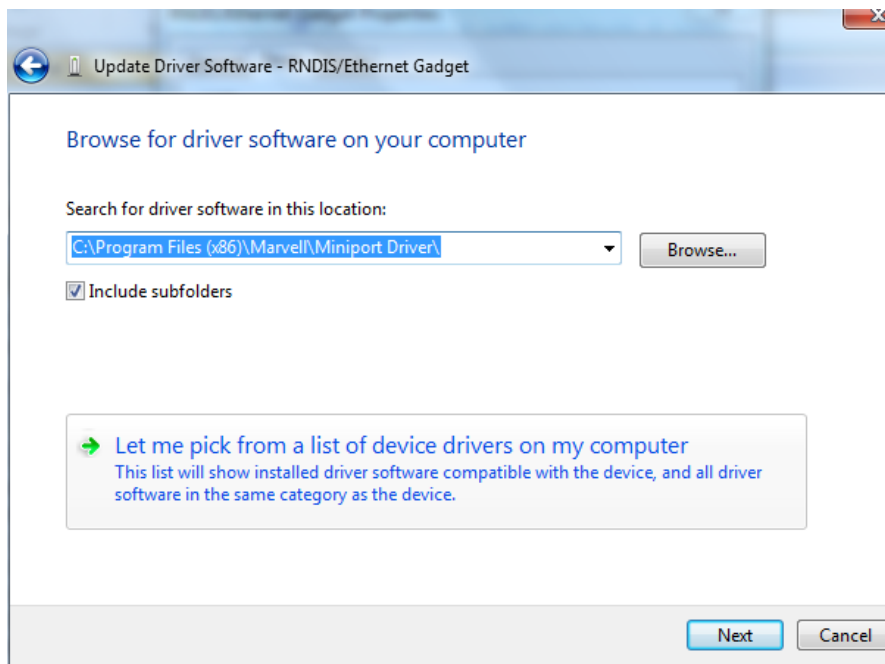 Update Driver Software - RNDIS/Ethernet Gadget
Browse for driver software on your computer
Search for driver software in this location:
C:\Program Files (x86)\Marvell\Miniport Driver\
Browse...
Include subfolders
Let me pick from a list of device drivers on my computer
This list will show installed driver software compatible with the device, and all driver
software in the same category as the device.
Next
Cancel